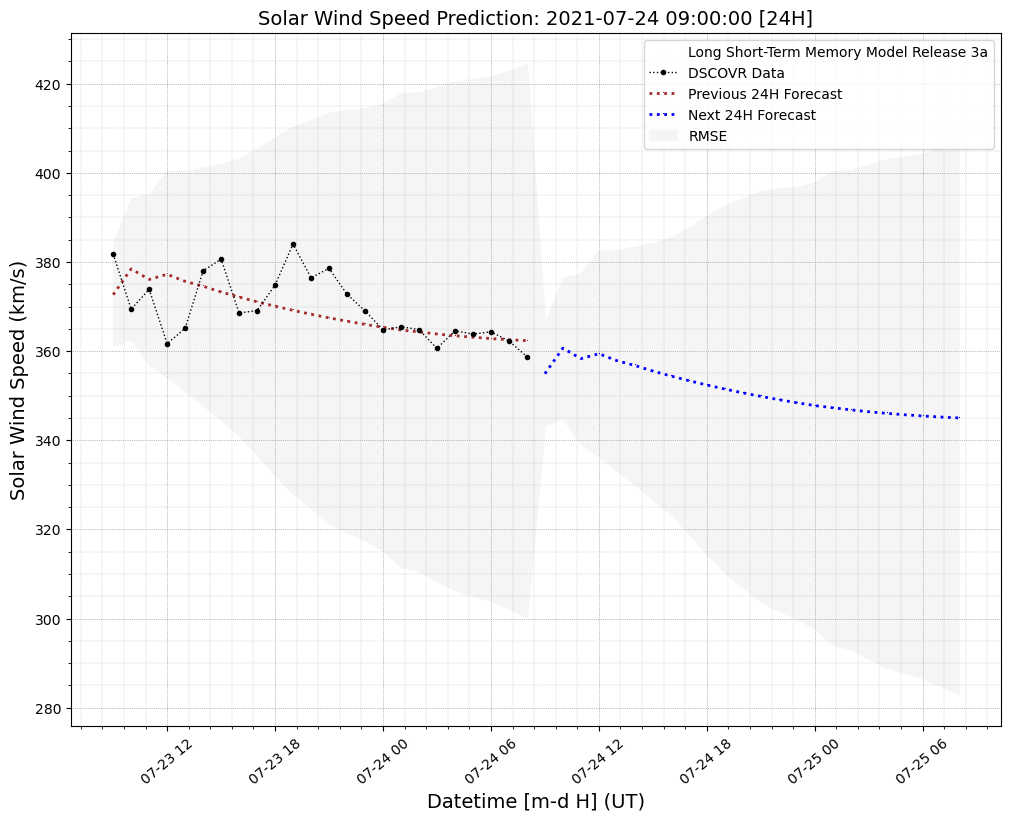 Solar Wind Speed Prediction: 2021-07-24 09:00:00 [24H]
Long Short-Term Memory Model Release 3a
DSCOVR Data
Previous 24H Forecast
Next 24H Forecast
RMSE
Solar Wind Speed (km/s)
420
400
380
360
340
320
300
280
07-23 12
07-23 18
07-24 00
07-24 06
07-24 12
07-24 18
07-25 00
07-25 06
Datetime [m-d H] (UT)